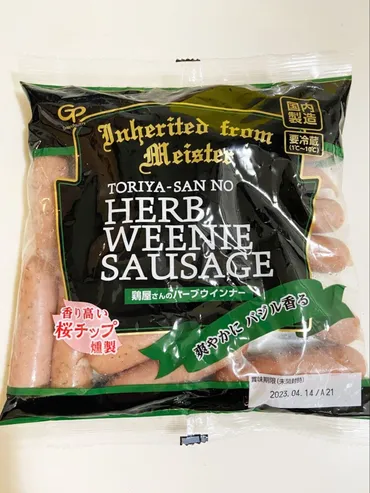 GP
国内
製造
要冷蔵
(1℃~10℃)
Inherited from
Meister
TORIYA-SAN NO
HERB
WEENIE
SAUSAGE
鶏屋さんのハーブウインナー
香り高い
桜チップ
燻製
爽やかに バジル香る
賞味期限(未開封時)
2023.04.14/A21